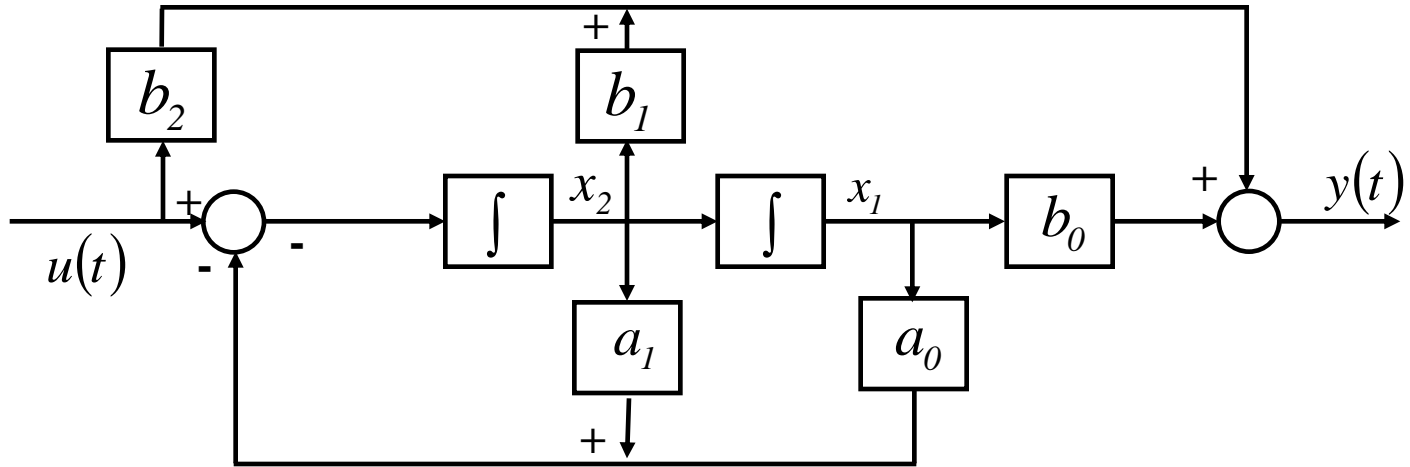 +
b₂
b₁
+
x₂
x₁
+
y(t)
∫
∫
b₀
u(t)
-
-
a₁
a₀
+